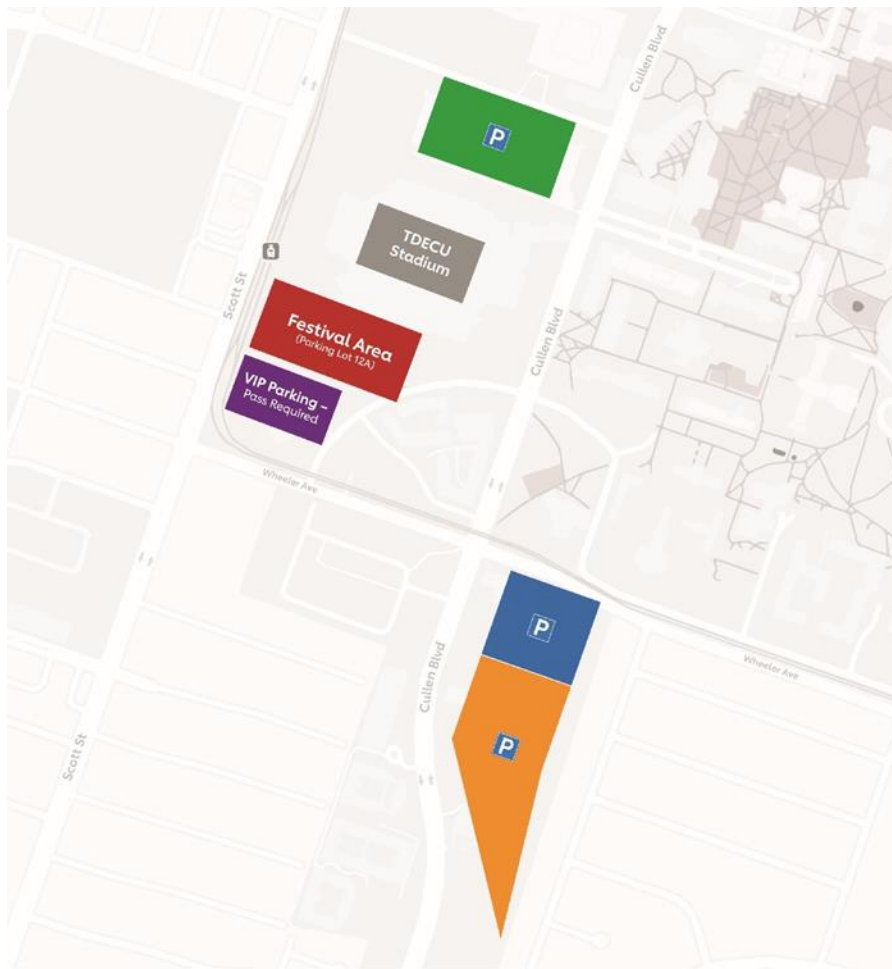 Cullen Blvd
P
TDECU
Stadium
Scott St
Festival Area
(Parking Lot 12A)
Cullen Blvd
VIP Parking –
Pass Required
Wheeler Ave
P
Cullen Blvd
Wheeler Ave
P
Scott St